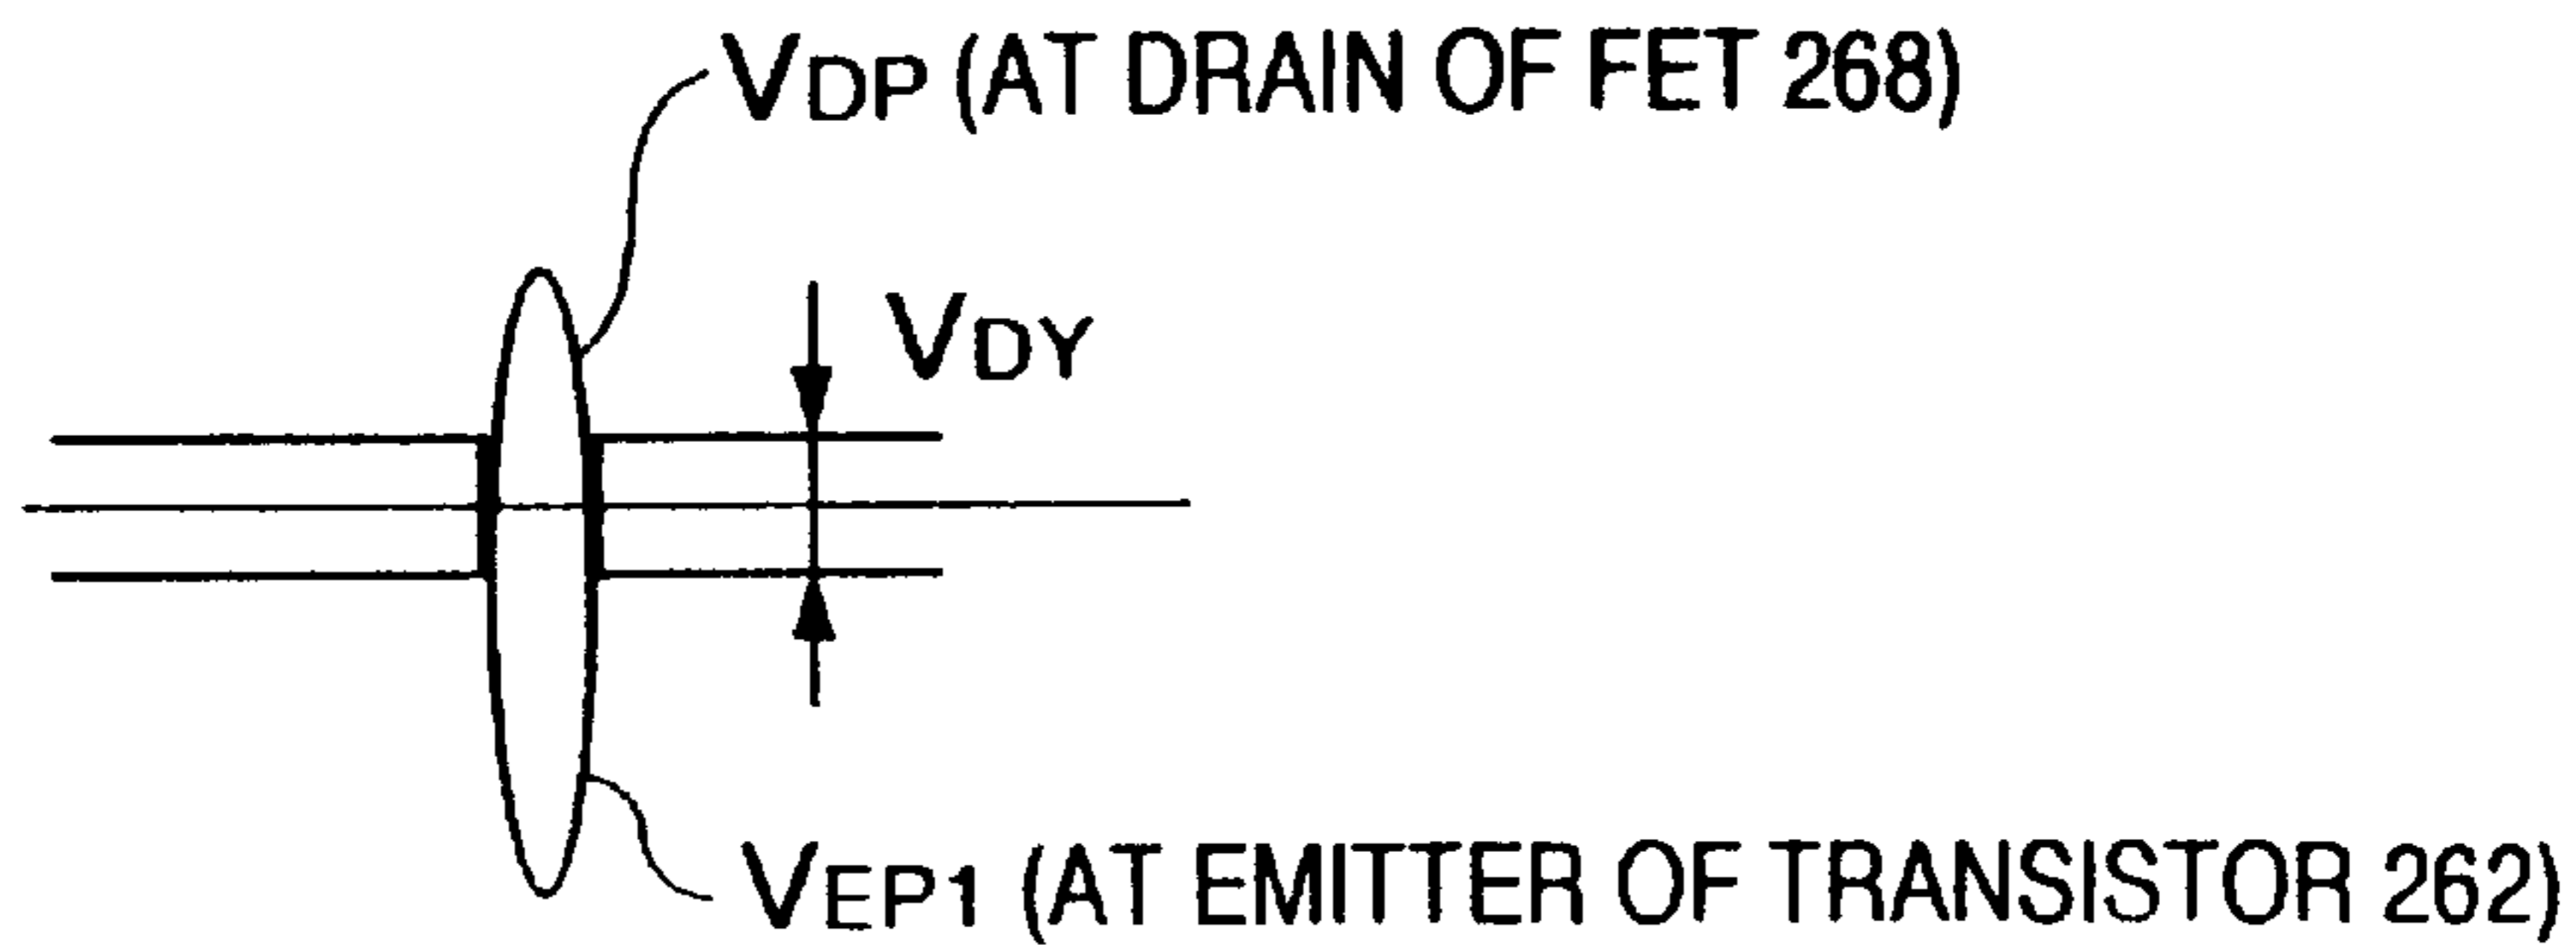 VDP (AT DRAIN OF FET 268)
VDY
VEP1 (AT EMITTER OF TRANSISTOR 262)